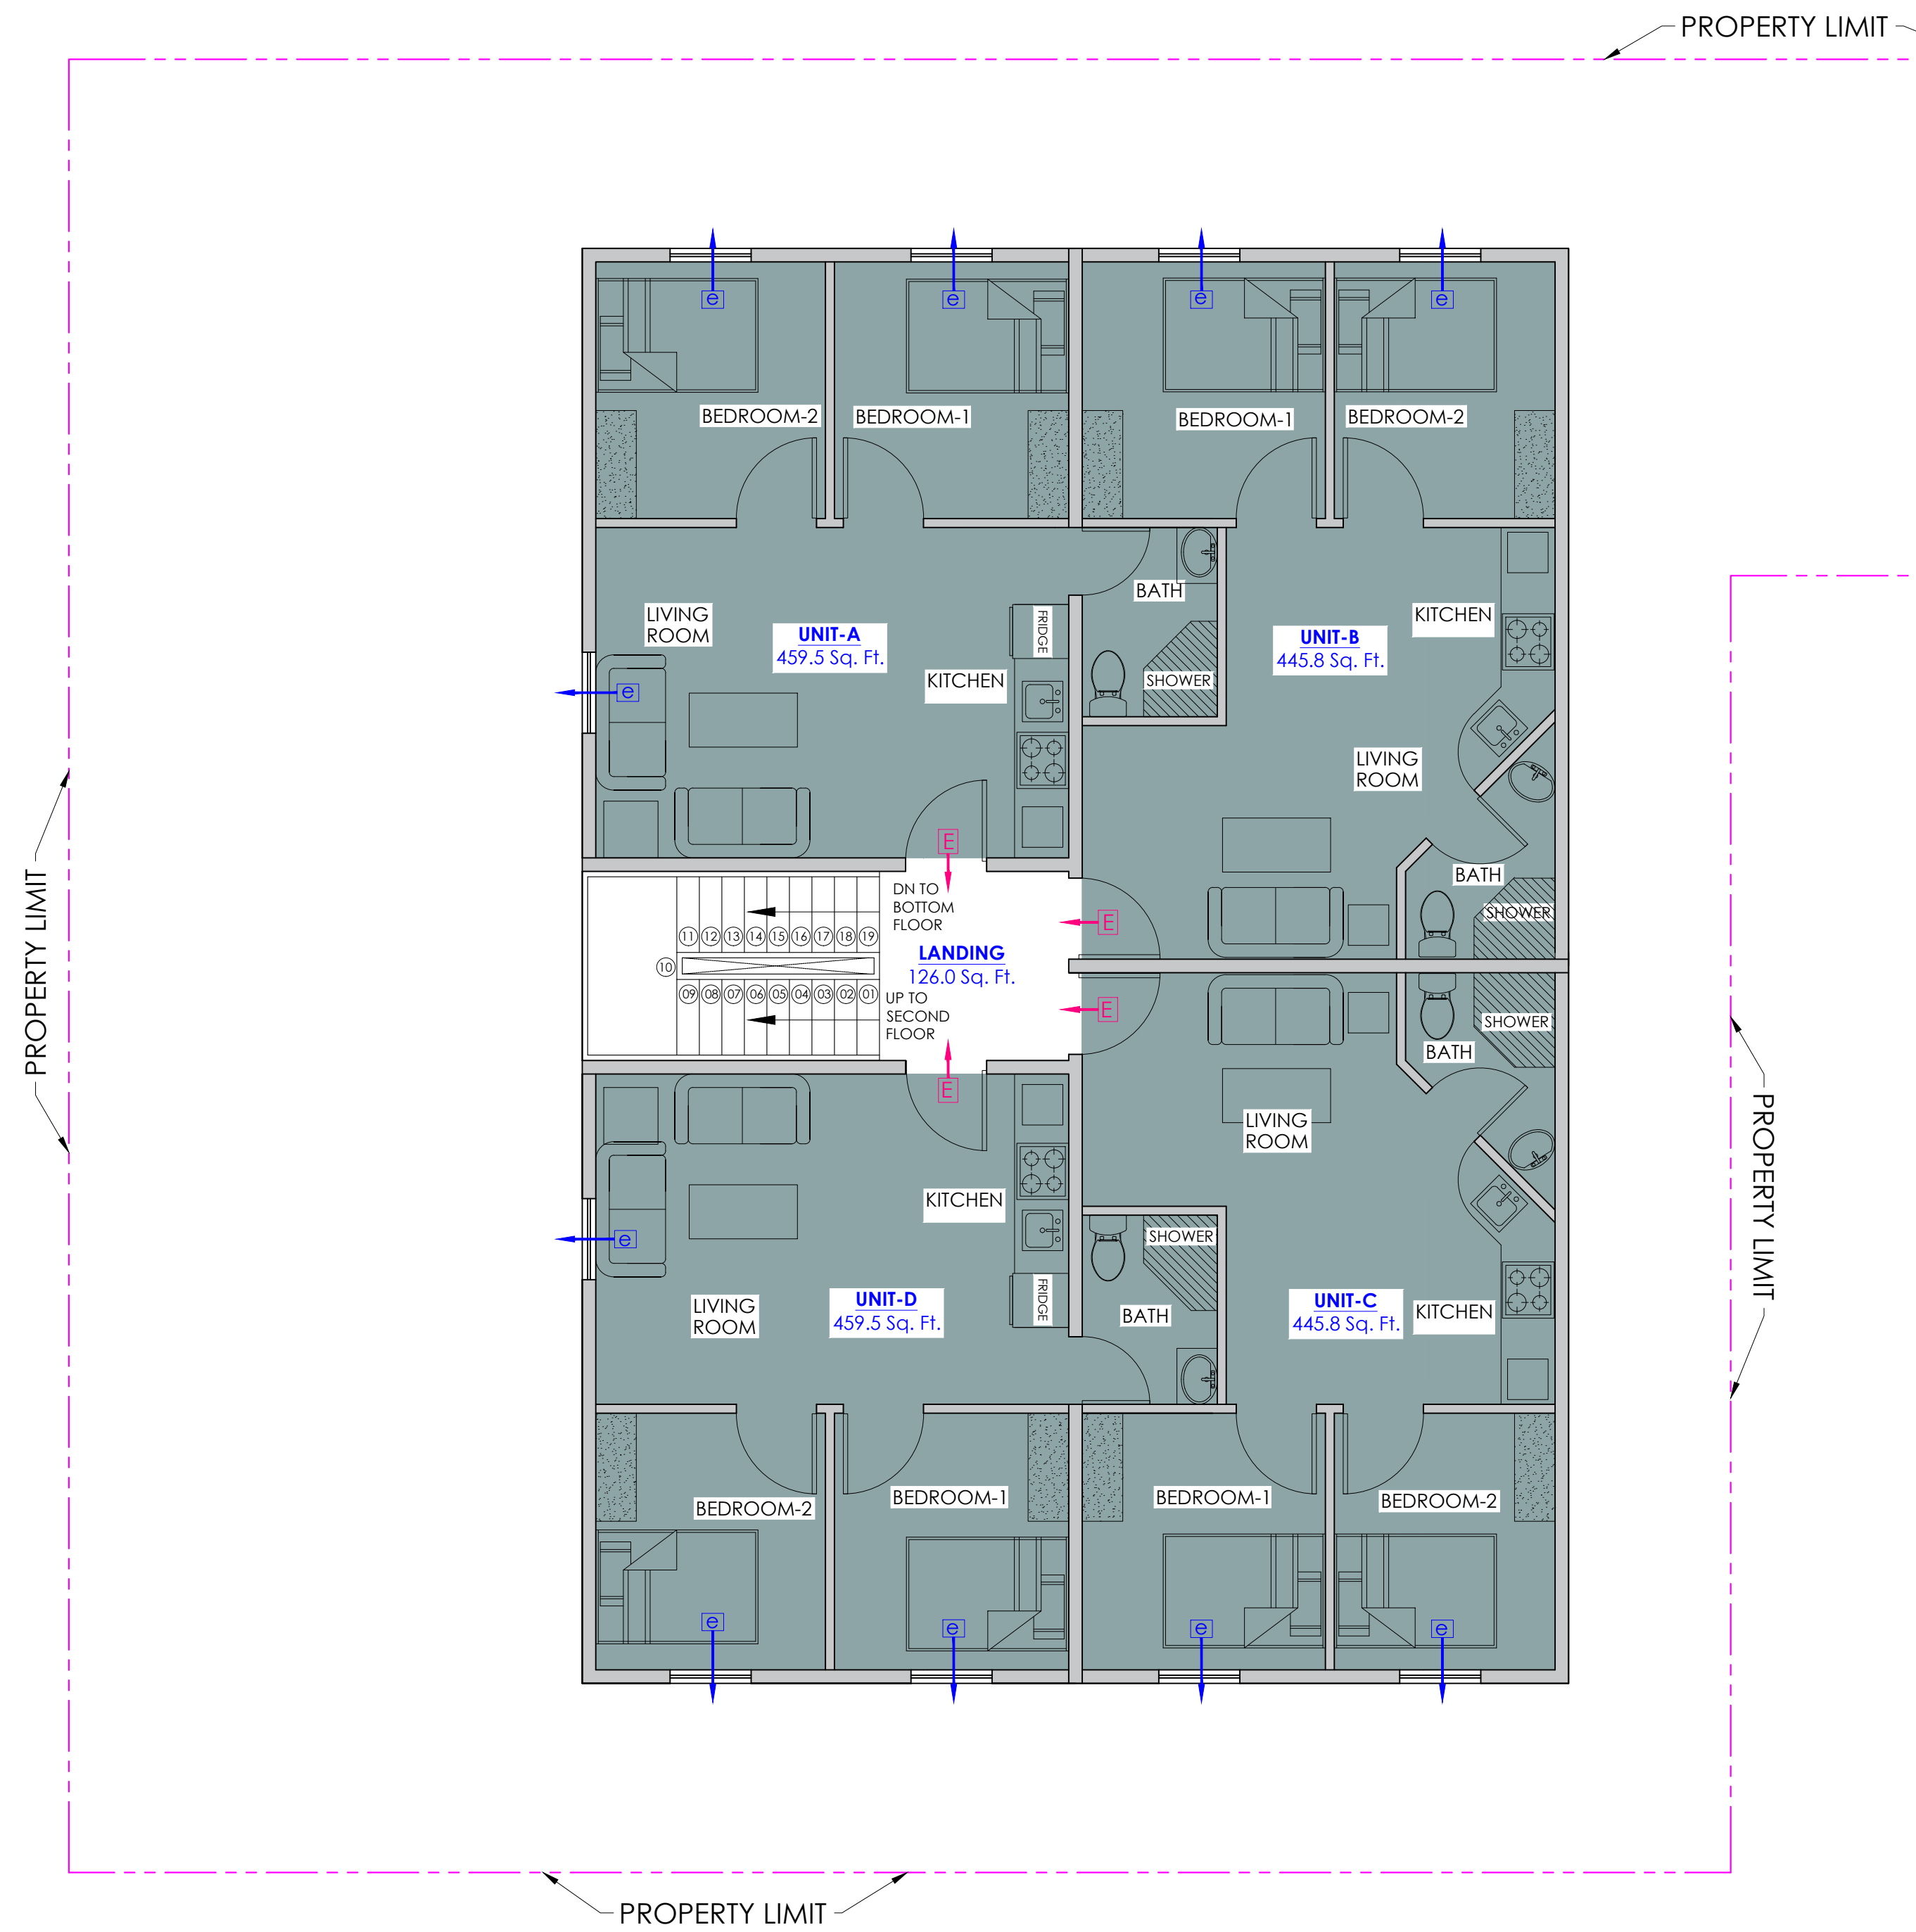 PROPERTY LIMIT
e
e
e
e
BEDROOM-2
BEDROOM-1
BEDROOM-1
BEDROOM-2
LIVING
ROOM
UNIT-A
459.5 Sq. Ft.
FRIDGE
KITCHEN
e
E
BATH
SHOWER
UNIT-B
445.8 Sq. Ft.
KITCHEN
LIVING
ROOM
BATH
SHOWER
E
DN TO
BOTTOM
FLOOR
11 12 13 14 15 16 17 18 19
LANDING
126.0 Sq. Ft.
10
09 08 07 06 05 04 03 02 01
UP TO
SECOND
FLOOR
E
E
SHOWER
BATH
LIVING
ROOM
KITCHEN
e
FRIDGE
LIVING
ROOM
UNIT-D
459.5 Sq. Ft.
SHOWER
BATH
UNIT-C
445.8 Sq. Ft.
KITCHEN
BEDROOM-2
BEDROOM-1
BEDROOM-1
BEDROOM-2
e
e
e
e
PROPERTY LIMIT
PROPERTY LIMIT
PROPERTY LIMIT